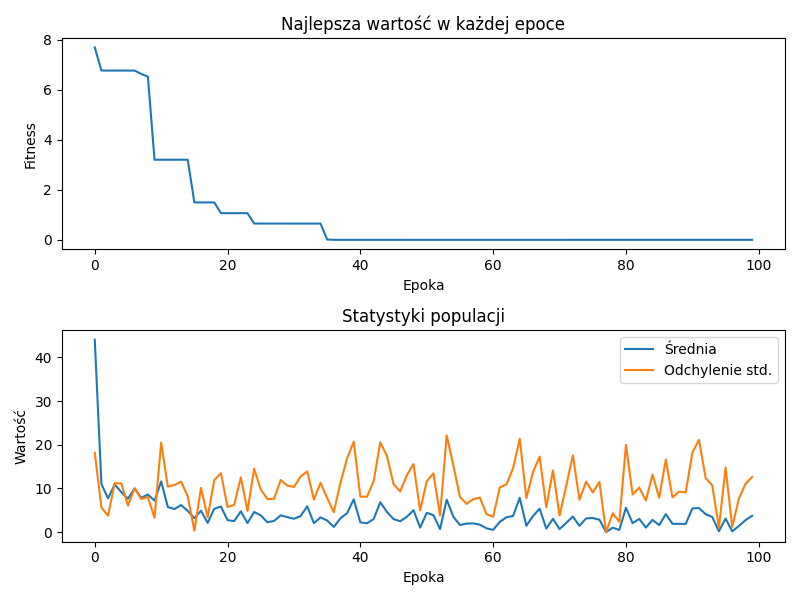 Najlepsza wartość w każdej epoce
8
6
4
2
0
Fitness
0 20 40 60 80 100
Epoka
Statystyki populacji
40
30
20
10
0
Wartość
Średnia
Odchylenie std.
0 20 40 60 80 100
Epoka